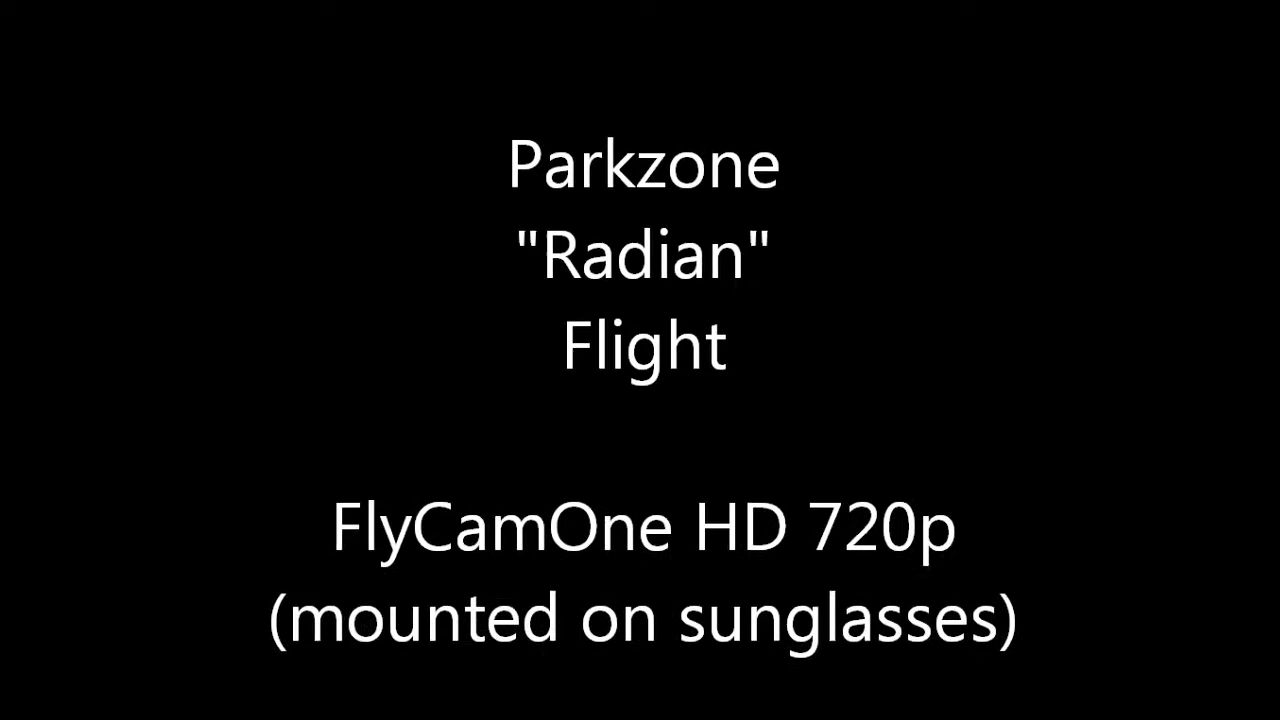 Parkzone
"Radian"
Flight
FlyCamOne HD 720p
(mounted on sunglasses)